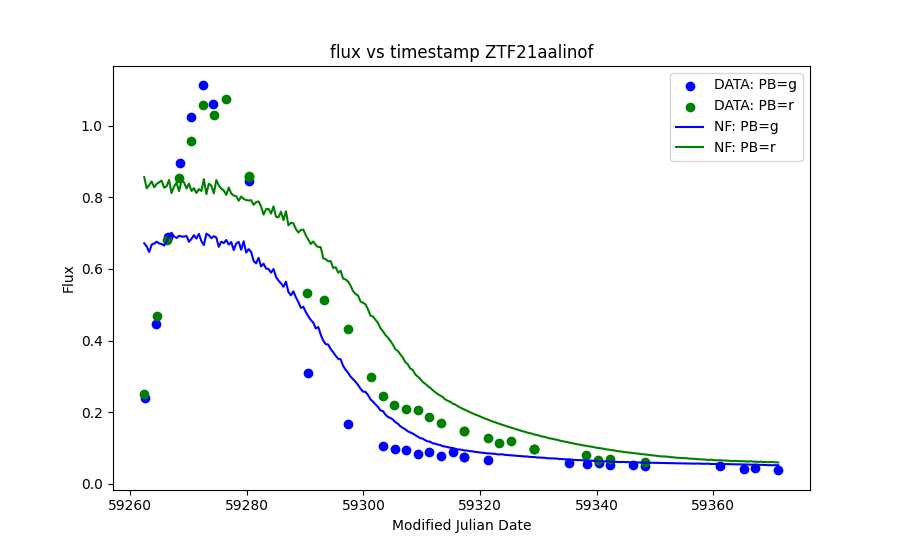 flux vs timestamp ZTF21aalinof
DATA: PB=g
DATA: PB=r
NF: PB=g
NF: PB=r
Flux
1.0
0.8
0.6
0.4
0.2
0.0
59260 59280 59300 59320 59340 59360
Modified Julian Date